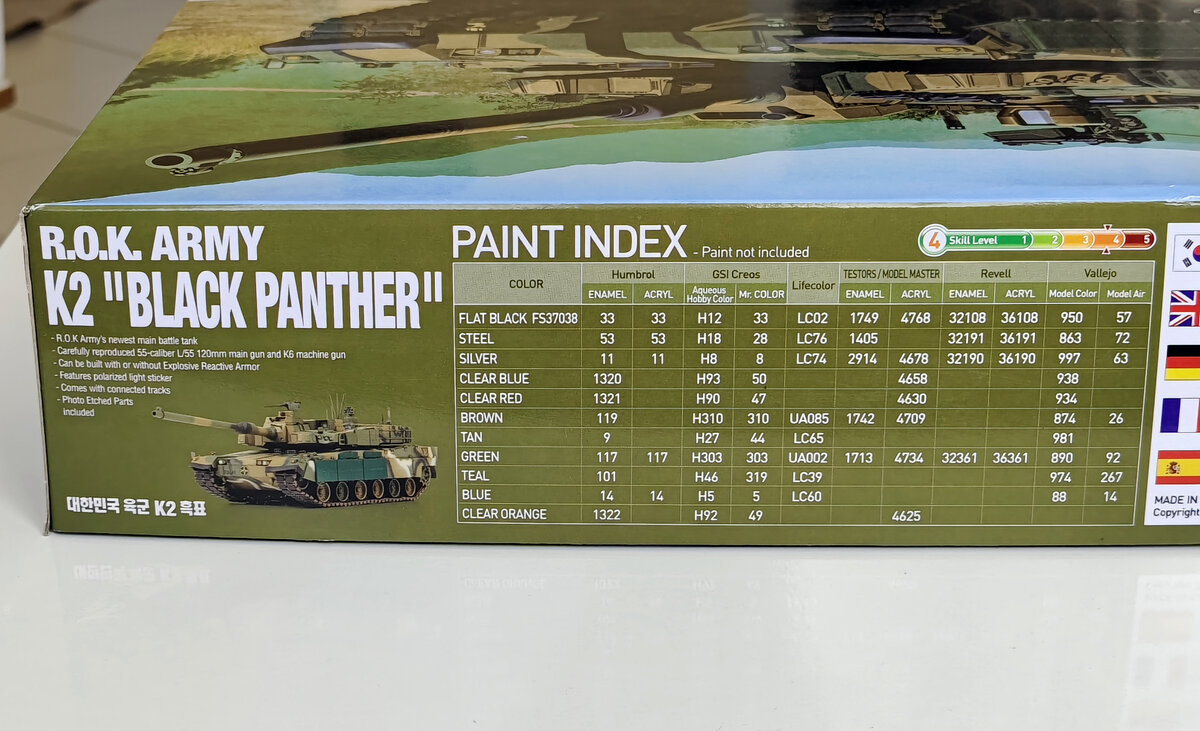 R.O.K. ARMY
K2 "BLACK PANTHER"
- R.O.K Army's newest main battle tank
- Carefully reproduced 55-caliber L/55 120mm main gun and K6 machine gun
- Can be built with or without Explosive Reactive Armor
- Features polarized light sticker
- Comes with connected tracks
- Photo Etched Parts
included
대한민국 육군 K2 흑표
PAINT INDEX - Paint not included
4 Skill Level 1 2 3 4 5
COLOR Humbrol GSI Creos Lifecolor TESTORS / MODEL MASTER Revell Vallejo
ENAMEL ACRYL Aqueous Hobby Color Mr. COLOR ENAMEL ACRYL ENAMEL ACRYL Model Color Model Air
FLAT BLACK FS37038 33 33 H12 33 LC02 1749 4768 32108 36108 950 57
STEEL 53 53 H18 28 LC76 1405 32191 36191 863 72
SILVER 11 11 H8 8 LC74 2914 4678 32190 36190 997 63
CLEAR BLUE 1320 H93 50 4658 938
CLEAR RED 1321 H90 47 4630 934
BROWN 119 H310 310 UA085 1742 4709 874 26
TAN 9 H27 44 LC65 981
GREEN 117 117 H303 303 UA002 1713 4734 32361 36361 890 92
TEAL 101 H46 319 LC39 974 267
BLUE 14 14 H5 5 LC60 88 14
CLEAR ORANGE 1322 H92 49 4625
MADE IN
Copyright